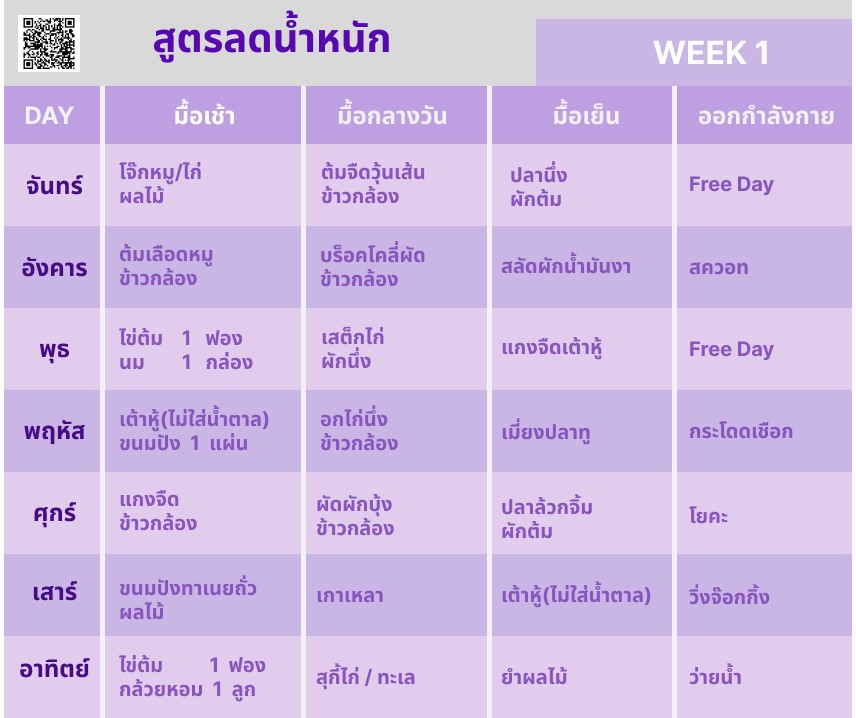 สูตรลดน้ำหนัก
WEEK 1
DAY มื้อเช้า มื้อกลางวัน มื้อเย็น ออกกำลังกาย
จันทร์
โจ๊กหมู/ไก่
ผลไม้
ต้มจืดวุ้นเส้น
ข้าวกล้อง
ปลานึ่ง
ผักต้ม
Free Day
อังคาร
ต้มเลือดหมู
ข้าวกล้อง
บร็อคโคลี่ผัด
ข้าวกล้อง
สลัดผักน้ำมันงา
สควอท
พุธ
ไข่ต้ม 1 ฟอง
นม 1 กล่อง
เสต็กไก่
ผักนึ่ง
แกงจืดเต้าหู้
Free Day
พฤหัส
เต้าหู้(ไม่ใส่น้ำตาล)
ขนมปัง 1 แผ่น
อกไก่นึ่ง
ข้าวกล้อง
เมี่ยงปลาทู
กระโดดเชือก
ศุกร์
แกงจืด
ข้าวกล้อง
ผัดผักบุ้ง
ข้าวกล้อง
ปลาลวกจิ้ม
ผักต้ม
โยคะ
เสาร์
ขนมปังทาเนยถั่ว
ผลไม้
เกาเหลา
เต้าหู้(ไม่ใส่น้ำตาล)
วิ่งจ๊อกกิ้ง
อาทิตย์
ไข่ต้ม 1 ฟอง
กล้วยหอม 1 ลูก
สุกี้ไก่ / ทะเล
ยำผลไม้
ว่ายน้ำ